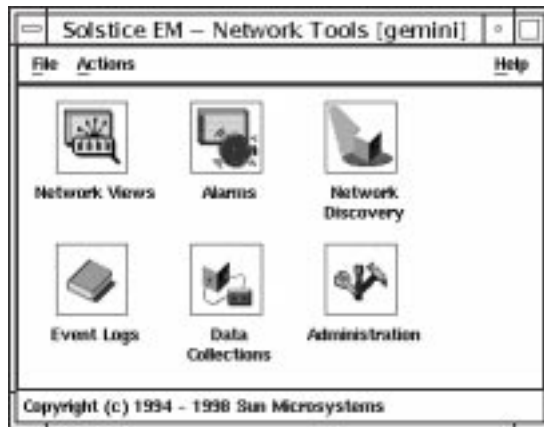 Solstice EM – Network Tools [gemini]
File Actions Help
Network Views Alarms Network
Discovery
Event Logs Data Administration
Collections
Copyright (c) 1994 - 1998 Sun Microsystems